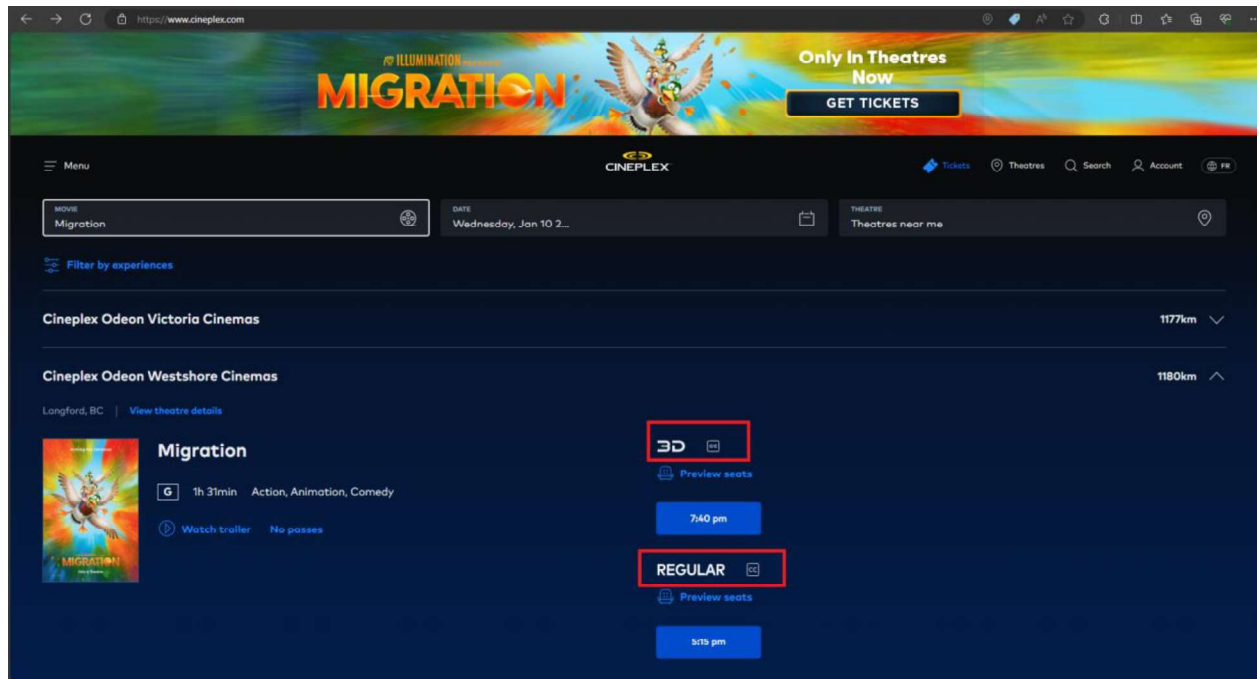 https://www.cineplex.com
ILLUMINATION
MIGRATION
Only In Theatres
Now
GET TICKETS
Menu
CINEPLEX
Tickets
Theatres
Search
Account
FR
MOVIE
Migration
DATE
Wednesday, Jan 10 2...
THEATRE
Theatres near me
Filter by experiences
Cineplex Odeon Victoria Cinemas
1177km
Cineplex Odeon Westshore Cinemas
1180km
Langford, BC | View theatre details
Migration
G 1h 31min Action, Animation, Comedy
Watch trailer No passes
MIGRATION
3D CC
Preview seats
7:40 pm
REGULAR CC
Preview seats
5:15 pm